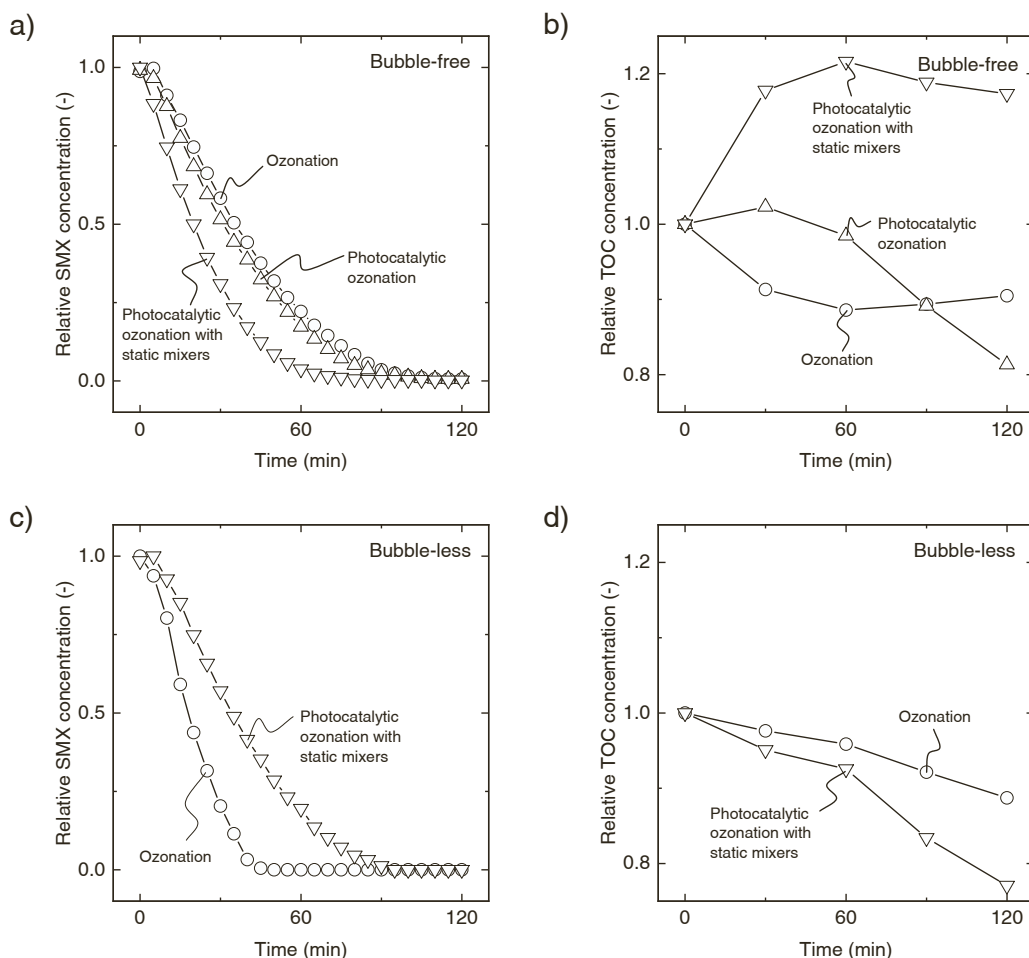 a)
Relative SMX concentration (-)
1.0
0.5
0.0
Bubble-free
Ozonation
Photocatalytic
ozonation
Photocatalytic
ozonation with
static mixers
0
60
120
Time (min)
b)
Relative TOC concentration (-)
1.2
1.0
0.8
Bubble-free
Photocatalytic
ozonation with
static mixers
Photocatalytic
ozonation
Ozonation
0
60
120
Time (min)
c)
Relative SMX concentration (-)
1.0
0.5
0.0
Bubble-less
Photocatalytic
ozonation with
static mixers
Ozonation
0
60
120
Time (min)
d)
Relative TOC concentration (-)
1.2
1.0
0.8
Bubble-less
Ozonation
Photocatalytic
ozonation with
static mixers
0
60
120
Time (min)